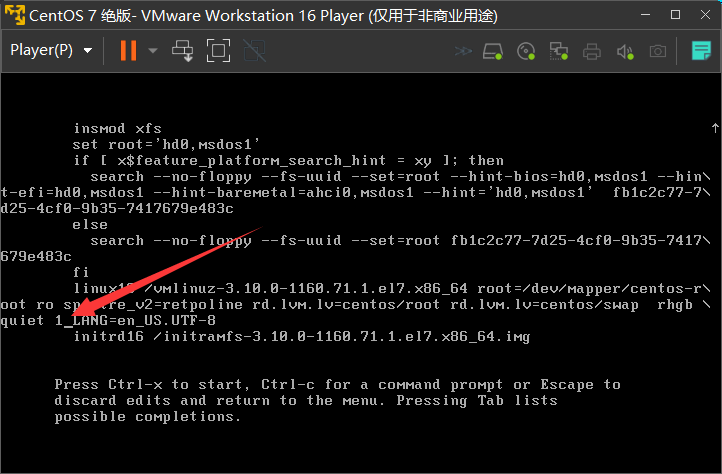 CentOS 7 绝版- VMware Workstation 16 Player (仅用于非商业用途)
Player(P)
insmod xfs
set root='hd0,msdos1'
if [ x$feature_platform_search_hint = xy ]; then
search --no-floppy --fs-uuid --set=root --hint-bios=hd0,msdos1 --hin\
t-efi=hd0,msdos1 --hint-baremetal=ahci0,msdos1 --hint='hd0,msdos1'  fb1c2c77-7\
d25-4cf0-9b35-7417679e483c
else
search --no-floppy --fs-uuid --set=root fb1c2c77-7d25-4cf0-9b35-7417\
679e483c
fi
/vmlinuz-3.10.0-1160.71.1.el7.x86_64 root=/dev/mapper/centos-r\
oot ro rd.lvm.lv=centos/root rd.lvm.lv=centos/swap  rhgb \
quiet 1_LANG=en_US.UTF-8
initrd16 /initramfs-3.10.0-1160.71.1.el7.x86_64.img
Press Ctrl-x to start, Ctrl-c for a command prompt or Escape to
discard edits and return to the menu. Pressing Tab lists
possible completions.